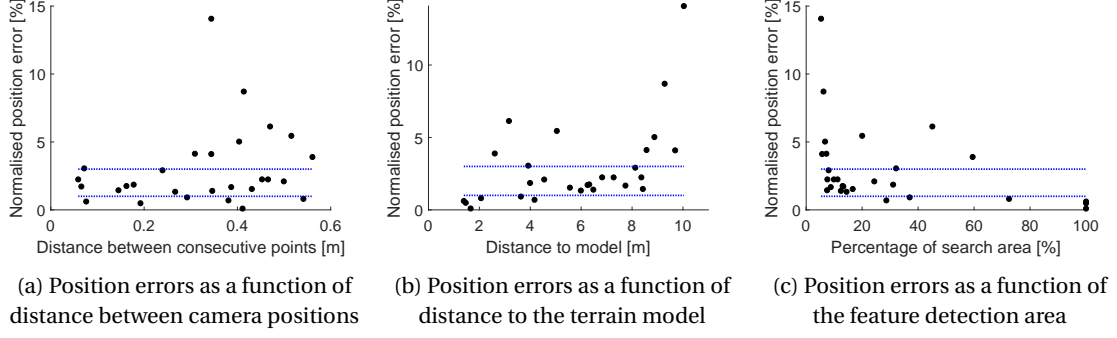 Normalised position error [%]
15
10
5
0
0
0.2
0.4
0.6
Distance between consecutive points [m]
(a) Position errors as a function of
distance between camera positions
Normalised position error [%]
10
5
0
0
2
4
6
8
10
Distance to model [m]
(b) Position errors as a function of
distance to the terrain model
Normalised position error [%]
15
10
5
0
0
20
40
60
80
100
Percentage of search area [%]
(c) Position errors as a function of
the feature detection area